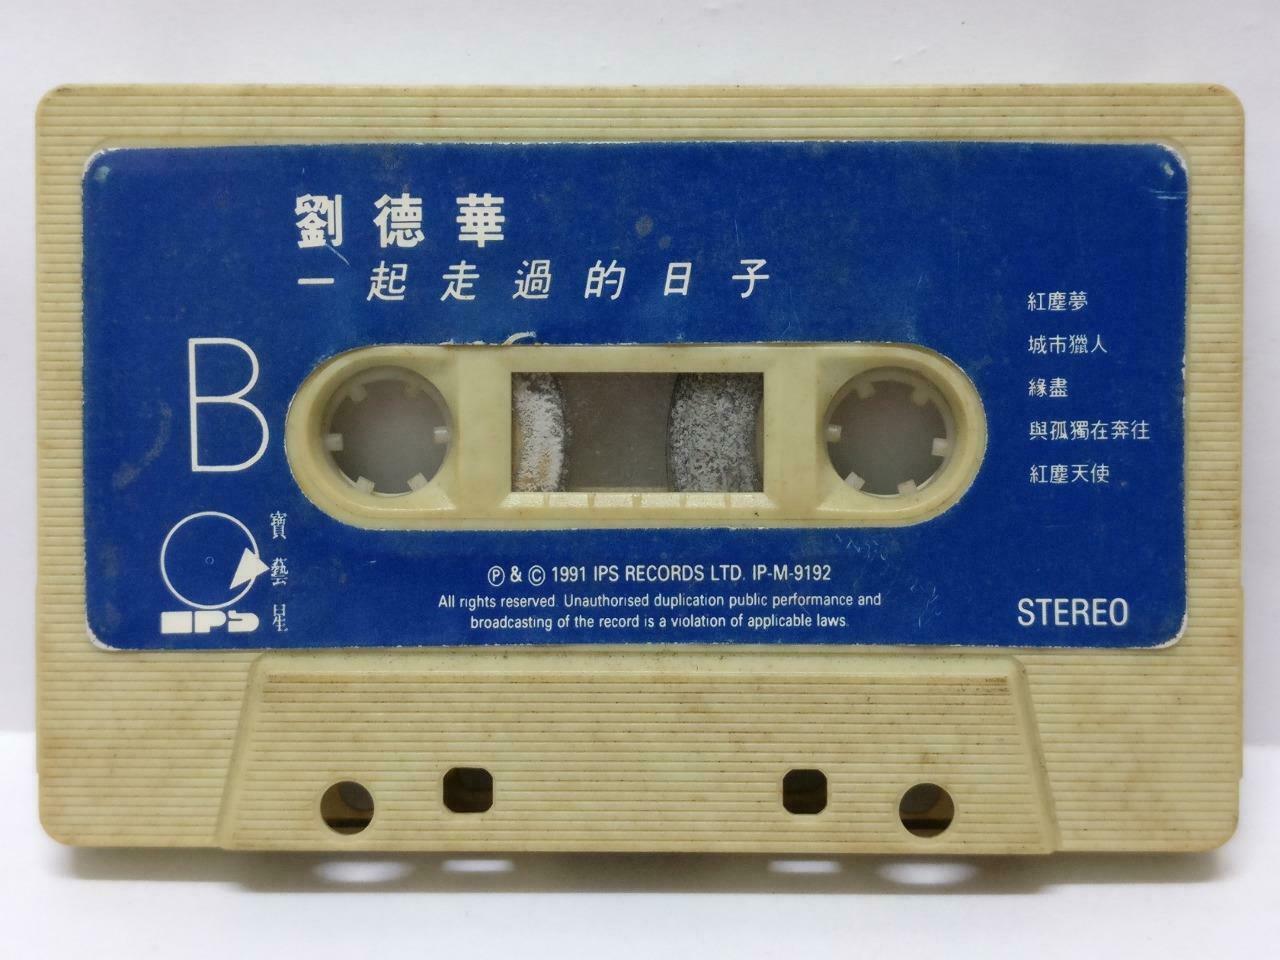 劉德華
一起走過的日子
B
紅塵夢
城市獵人
緣盡
與孤獨在奔往
紅塵天使
寶藝星
IPS
Ⓟ & © 1991 IPS RECORDS LTD. IP-M-9192
All rights reserved. Unauthorised duplication public performance and
broadcasting of the record is a violation of applicable laws.
STEREO